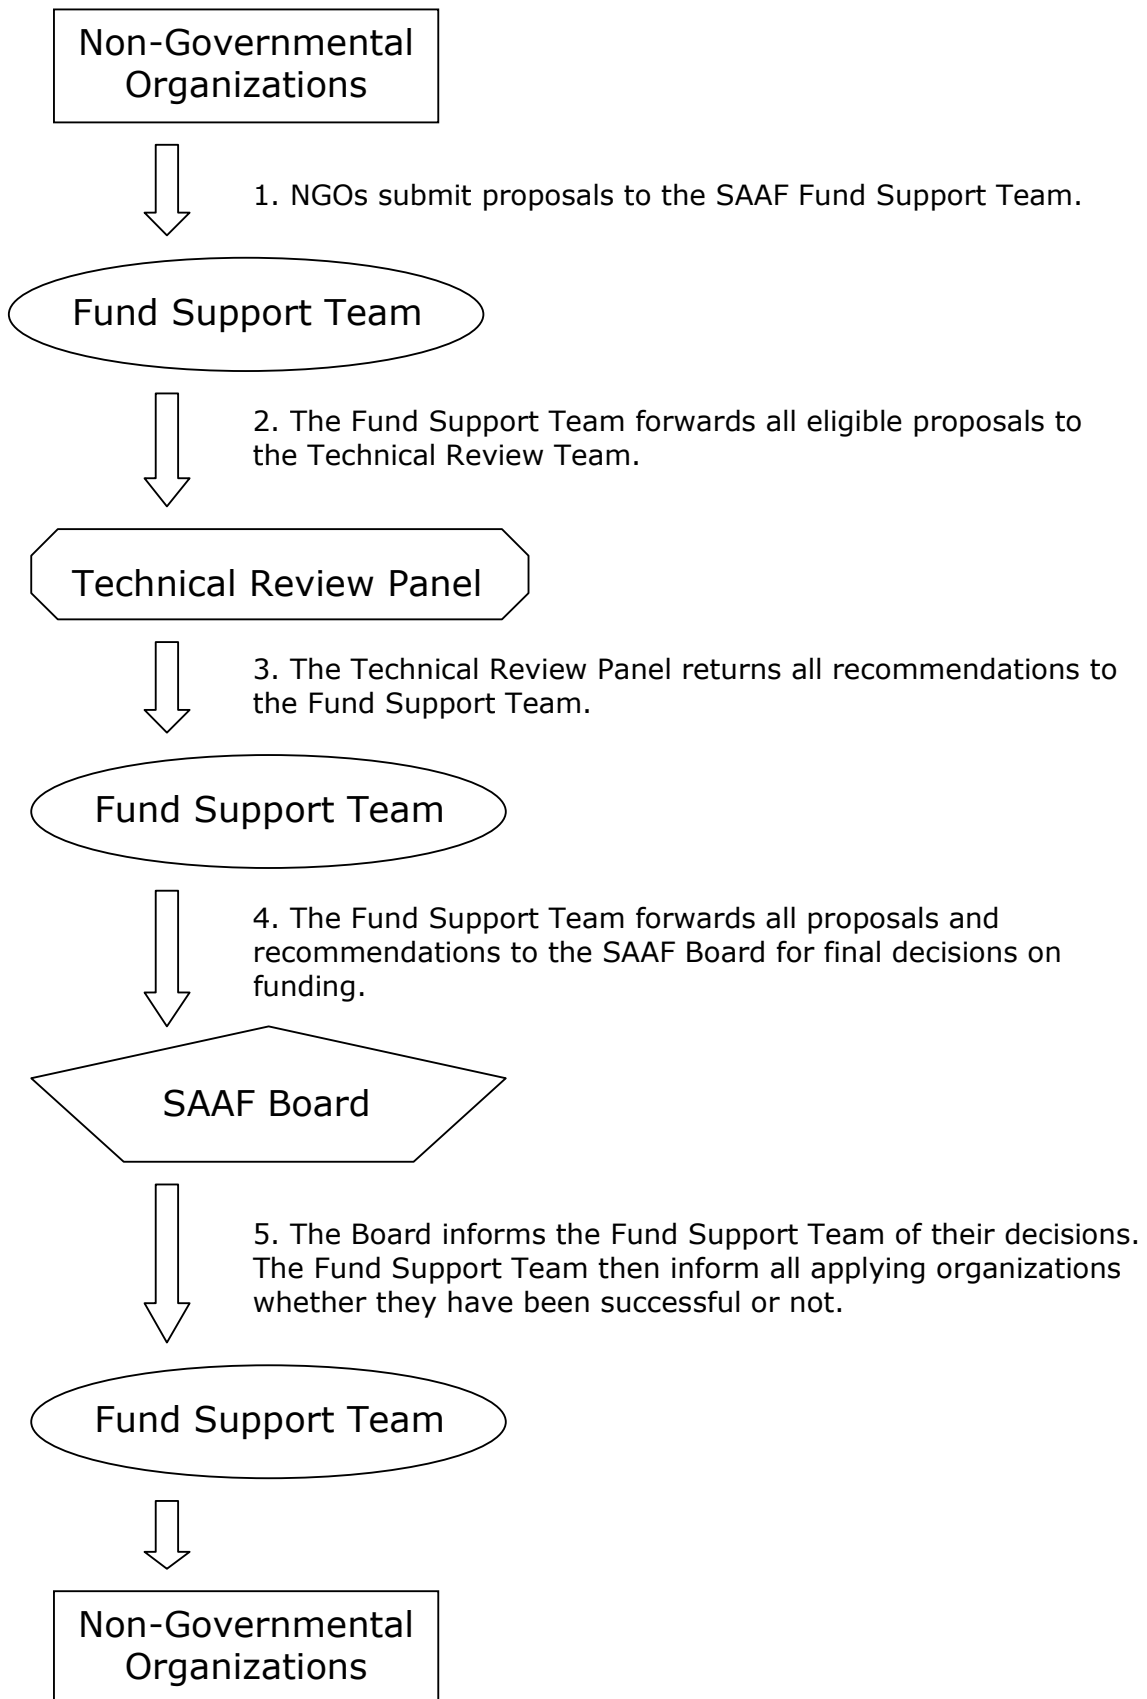 Non-Governmental
Organizations
1. NGOs submit proposals to the SAAF Fund Support Team.
Fund Support Team
2. The Fund Support Team forwards all eligible proposals to
the Technical Review Team.
Technical Review Panel
3. The Technical Review Panel returns all recommendations to
the Fund Support Team.
Fund Support Team
4. The Fund Support Team forwards all proposals and
recommendations to the SAAF Board for final decisions on
funding.
SAAF Board
5. The Board informs the Fund Support Team of their decisions.
The Fund Support Team then inform all applying organizations
whether they have been successful or not.
Fund Support Team
Non-Governmental
Organizations